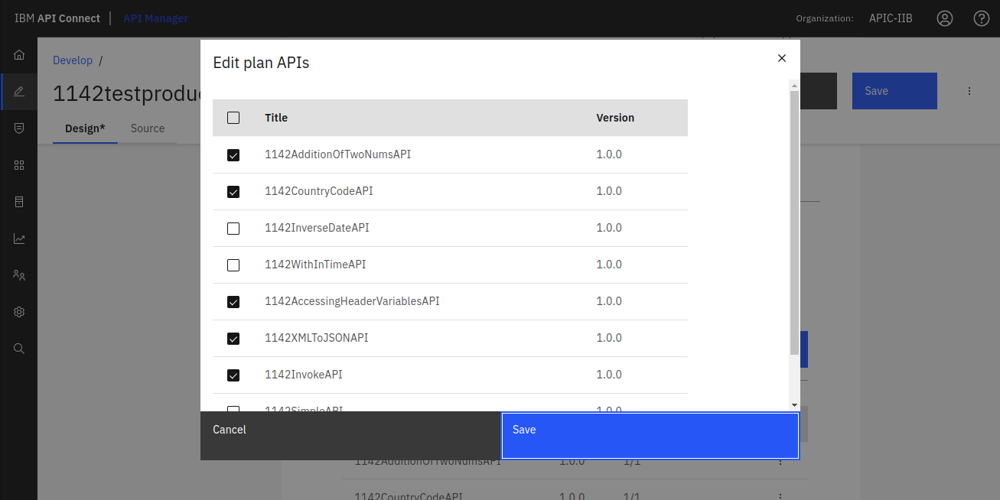 IBM API Connect | API Manager
Organization: APIC-IIB
Develop /
1142testprodu
Save
Design* Source
Edit plan APIs
Title Version
1142AdditionOfTwoNumsAPI 1.0.0
1142CountryCodeAPI 1.0.0
1142InverseDateAPI 1.0.0
1142WithInTimeAPI 1.0.0
1142AccessingHeaderVariablesAPI 1.0.0
1142XMLToJSONAPI 1.0.0
1142InvokeAPI 1.0.0
1142SimpleAPI 1.0.0
Cancel Save
1142AdditionOfTwoNumsAPI 1.0.0 1/1
1142CountryCodeAPI 1.0.0 1/1